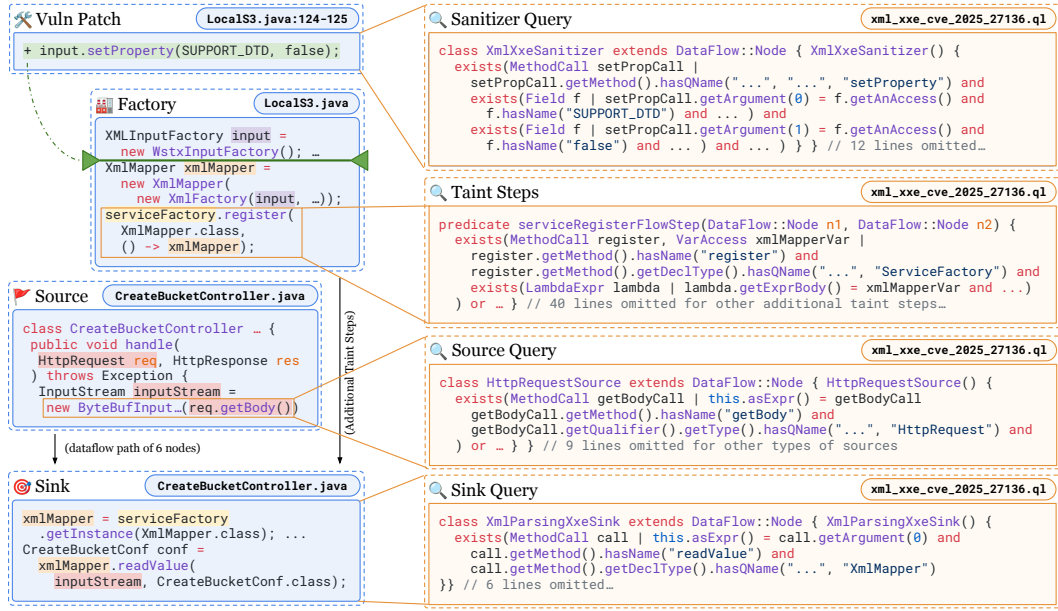 Vuln Patch
LocalS3.java:124-125
+ input.setProperty(SUPPORT_DTD, false);
Factory
LocalS3.java
XMLInputFactory input =
new WstxInputFactory(); …
XmlMapper xmlMapper =
new XmlMapper(
new XmlFactory(input, …));
serviceFactory.register(
XmlMapper.class,
() -> xmlMapper);
Source
CreateBucketController.java
class CreateBucketController … {
public void handle(
HttpRequest req, HttpResponse res
) throws Exception {
InputStream inputStream =
new ByteBufInput…(req.getBody())
(dataflow path of 6 nodes)
(Additional Taint Steps)
Sink
CreateBucketController.java
xmlMapper = serviceFactory
.getInstance(XmlMapper.class); ...
CreateBucketConf conf =
xmlMapper.readValue(
inputStream, CreateBucketConf.class);
Sanitizer Query
xml_xxe_cve_2025_27136.ql
class XmlXxeSanitizer extends DataFlow::Node { XmlXxeSanitizer() {
exists(MethodCall setPropCall |
setPropCall.getMethod().hasQName("...", "...", "setProperty") and
exists(Field f | setPropCall.getArgument(0) = f.getAnAccess() and
f.hasName("SUPPORT_DTD") and ... ) and
exists(Field f | setPropCall.getArgument(1) = f.getAnAccess() and
f.hasName("false") and ... ) and ... ) } } // 12 lines omitted…
Taint Steps
xml_xxe_cve_2025_27136.ql
predicate serviceRegisterFlowStep(DataFlow::Node n1, DataFlow::Node n2) {
exists(MethodCall register, VarAccess xmlMapperVar |
register.getMethod().hasName("register") and
register.getMethod().getDeclType().hasQName("...", "ServiceFactory") and
exists(LambdaExpr lambda | lambda.getExprBody() = xmlMapperVar and ...)
) or … } // 40 lines omitted for other additional taint steps…
Source Query
xml_xxe_cve_2025_27136.ql
class HttpRequestSource extends DataFlow::Node { HttpRequestSource() {
exists(MethodCall getBodyCall | this.asExpr() = getBodyCall
getBodyCall.getMethod().hasName("getBody") and
getBodyCall.getQualifier().getType().hasQName("...", "HttpRequest") and
) or … } } // 9 lines omitted for other types of sources
Sink Query
xml_xxe_cve_2025_27136.ql
class XmlParsingXxeSink extends DataFlow::Node { XmlParsingXxeSink() {
exists(MethodCall call | this.asExpr() = call.getArgument(0) and
call.getMethod().hasName("readValue") and
call.getMethod().getDeclType().hasQName("...", "XmlMapper")
}} // 6 lines omitted…